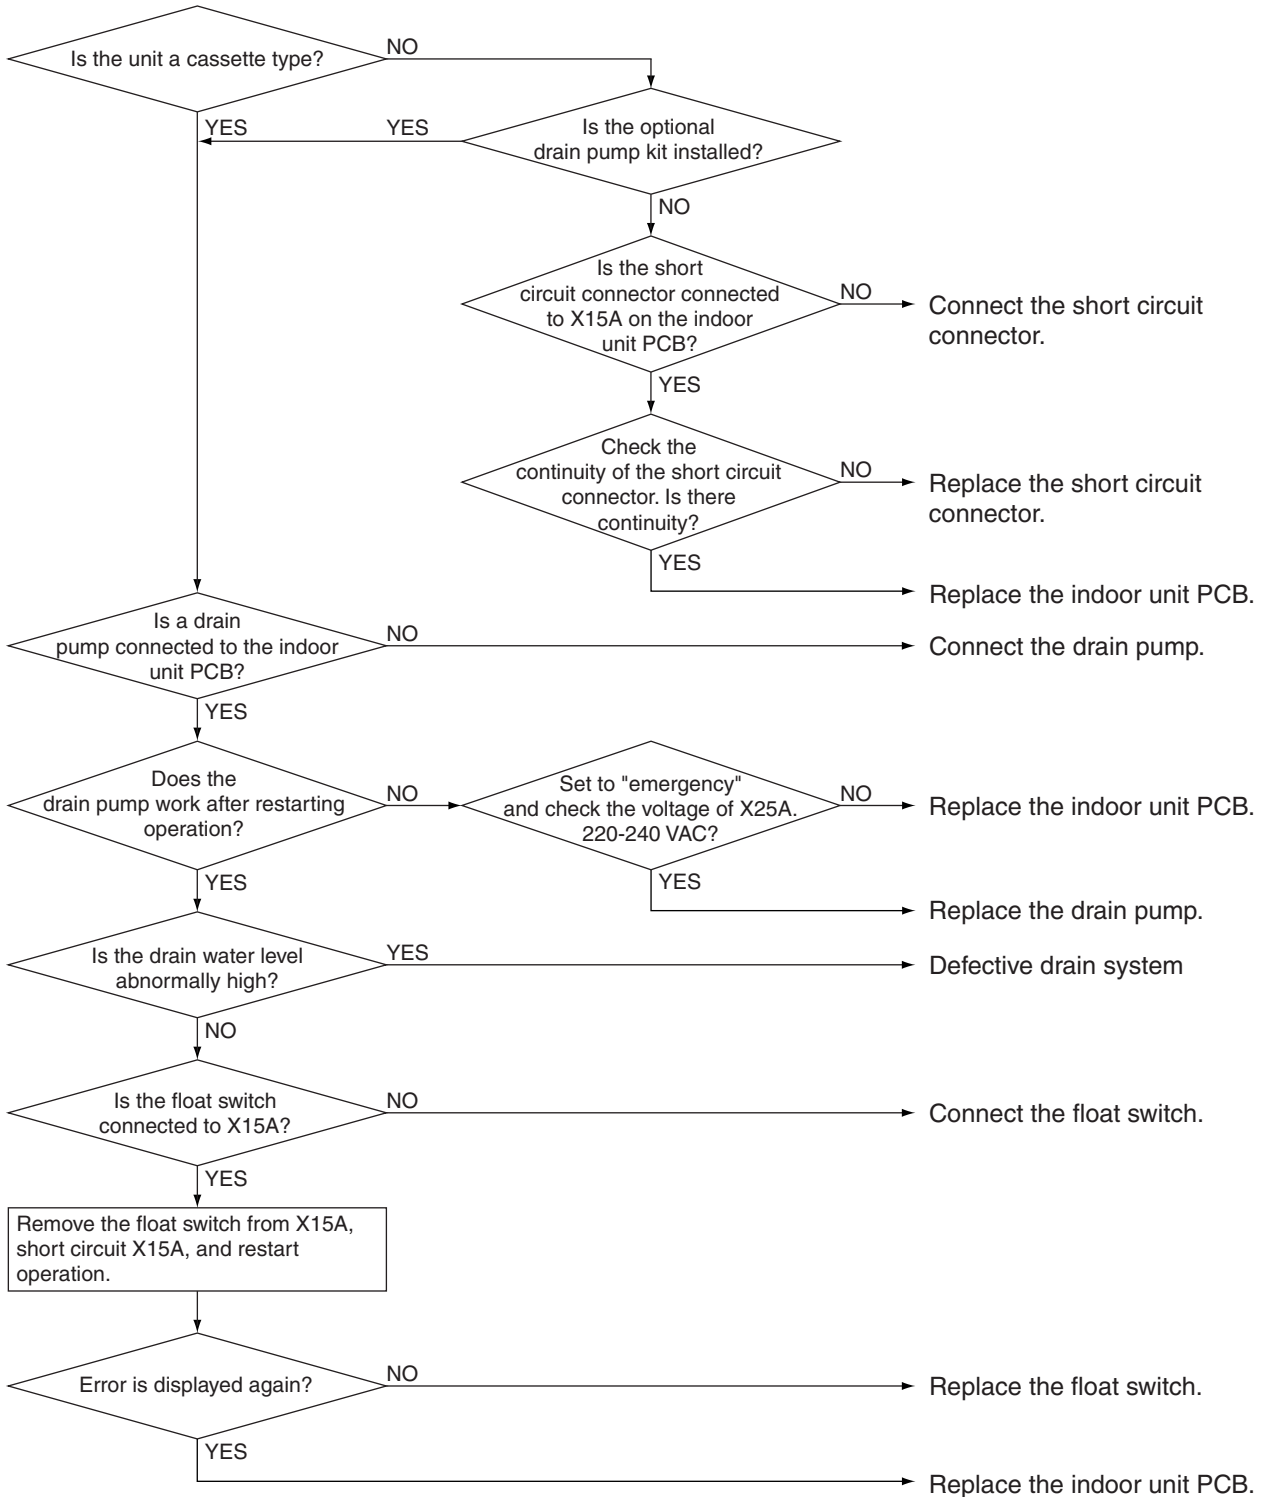 Is the unit a cassette type?
NO
YES
YES
Is the optional
drain pump kit installed?
NO
Is the short
circuit connector connected
to X15A on the indoor
unit PCB?
NO
Connect the short circuit
connector.
YES
Check the
continuity of the short circuit
connector. Is there
continuity?
NO
Replace the short circuit
connector.
YES
Replace the indoor unit PCB.
Is a drain
pump connected to the indoor
unit PCB?
NO
Connect the drain pump.
YES
Does the
drain pump work after restarting
operation?
NO
Set to "emergency"
and check the voltage of X25A.
220-240 VAC?
NO
Replace the indoor unit PCB.
YES
YES
Replace the drain pump.
Is the drain water level
abnormally high?
YES
Defective drain system
NO
Is the float switch
connected to X15A?
NO
Connect the float switch.
YES
Remove the float switch from X15A,
short circuit X15A, and restart
operation.
Error is displayed again?
NO
Replace the float switch.
YES
Replace the indoor unit PCB.